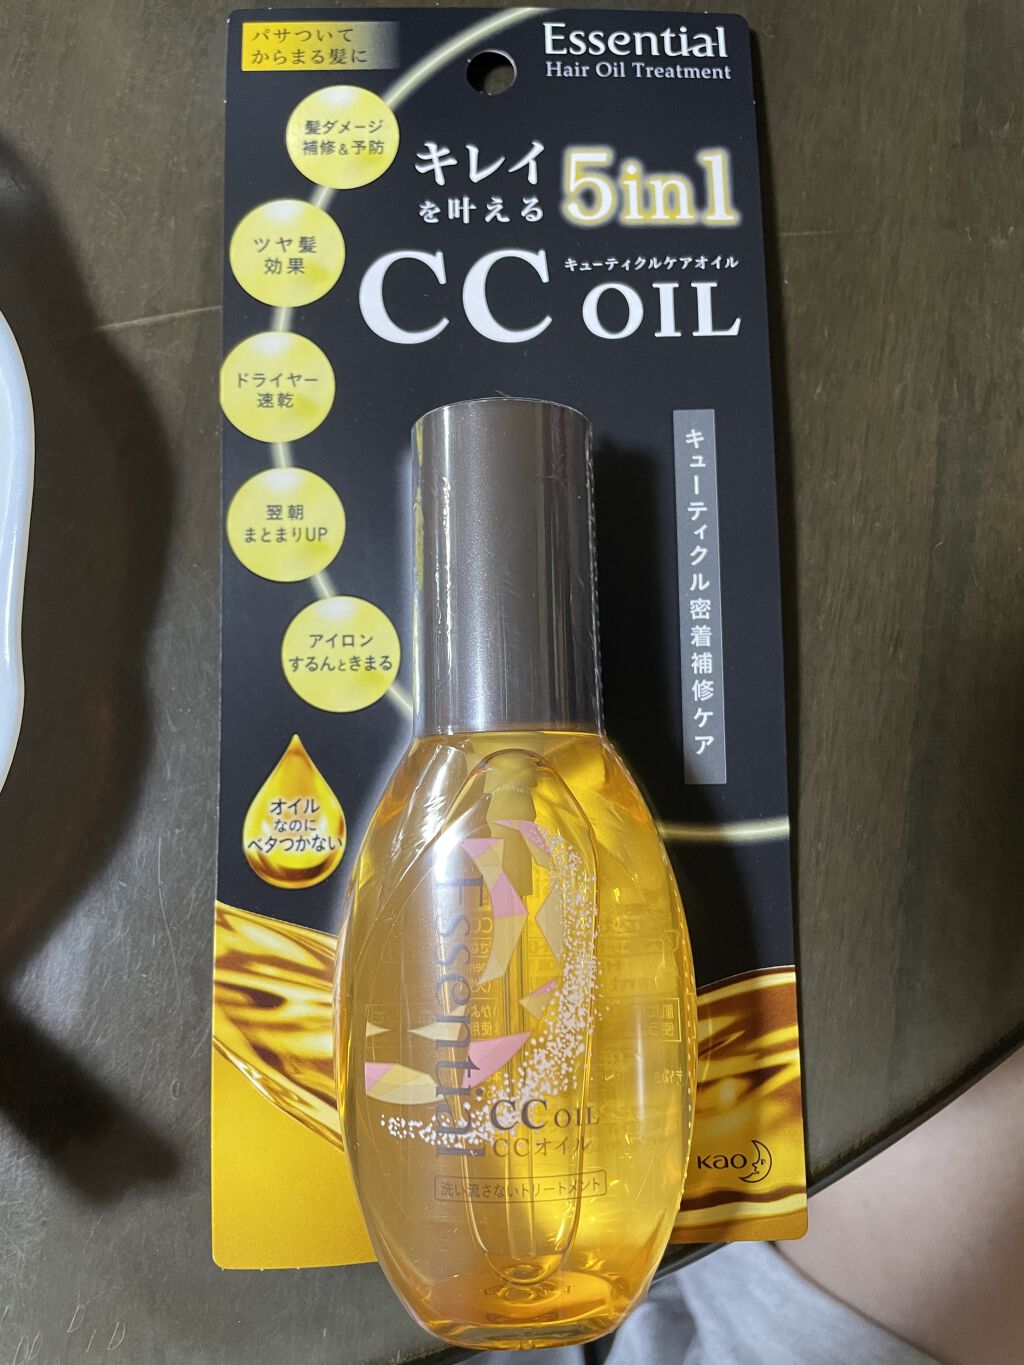 パサついて
からまる髪に
Essential
Hair Oil Treatment
髪ダメージ
補修&予防
キレイ
を叶える
5in1
ツヤ髪
効果
キューティクルケアオイル
CC OIL
ドライヤー
速乾
キューティクル密着補修ケア
翌朝
まとまりUP
アイロン
するんときまる
オイル
なのに
ベタつかない
Essential
CC OIL
CCオイル
洗い流さないトリートメント
Kao